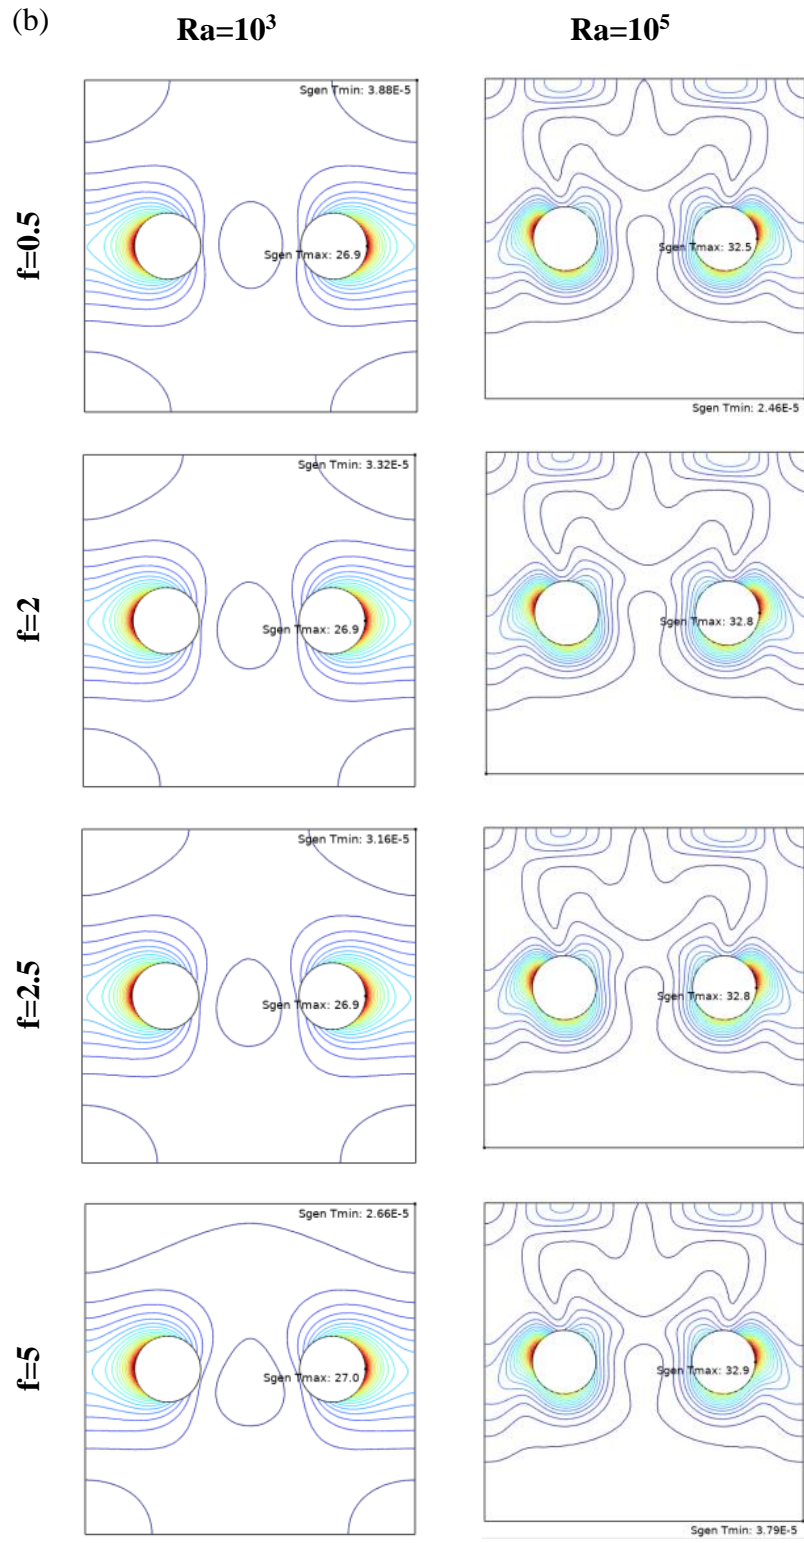 (b)
Ra=10³ Ra=10⁵
f=0.5
Sgen Tmin: 3.88E-5
Sgen Tmax: 26.9
Sgen Tmax: 32.5
Sgen Tmin: 2.46E-5
f=2
Sgen Tmin: 3.32E-5
Sgen Tmax: 26.9
Sgen Tmax: 32.8
f=2.5
Sgen Tmin: 3.16E-5
Sgen Tmax: 26.9
Sgen Tmax: 32.8
f=5
Sgen Tmin: 2.66E-5
Sgen Tmax: 27.0
Sgen Tmax: 32.9
Sgen Tmin: 3.79E-5